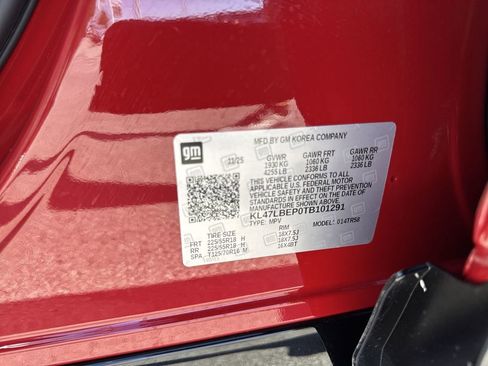 gm
MFD BY GM KOREA COMPANY
11/25
GVWR GAWR FRT GAWR RR
1930 KG 1060 KG 1060 KG
4255 LB 2336 LB 2336 LB
THIS VEHICLE CONFORMS TO ALL
APPLICABLE U.S. FEDERAL MOTOR
VEHICLE SAFETY BUMPER, AND
THEFT PREVENTION STANDARDS IN
EFFECT ON THE DATE OF
MANUFACTURE SHOWN ABOVE.
KL47LBEP0TB101291
TYPE: MPV MODEL: 014TR58
TIRE SIZE RIM
FRT 225/55R18 H 18X7.5J
RR 225/55R18 H 18X7.5J
SPA T125/70R16 M 16X4BT